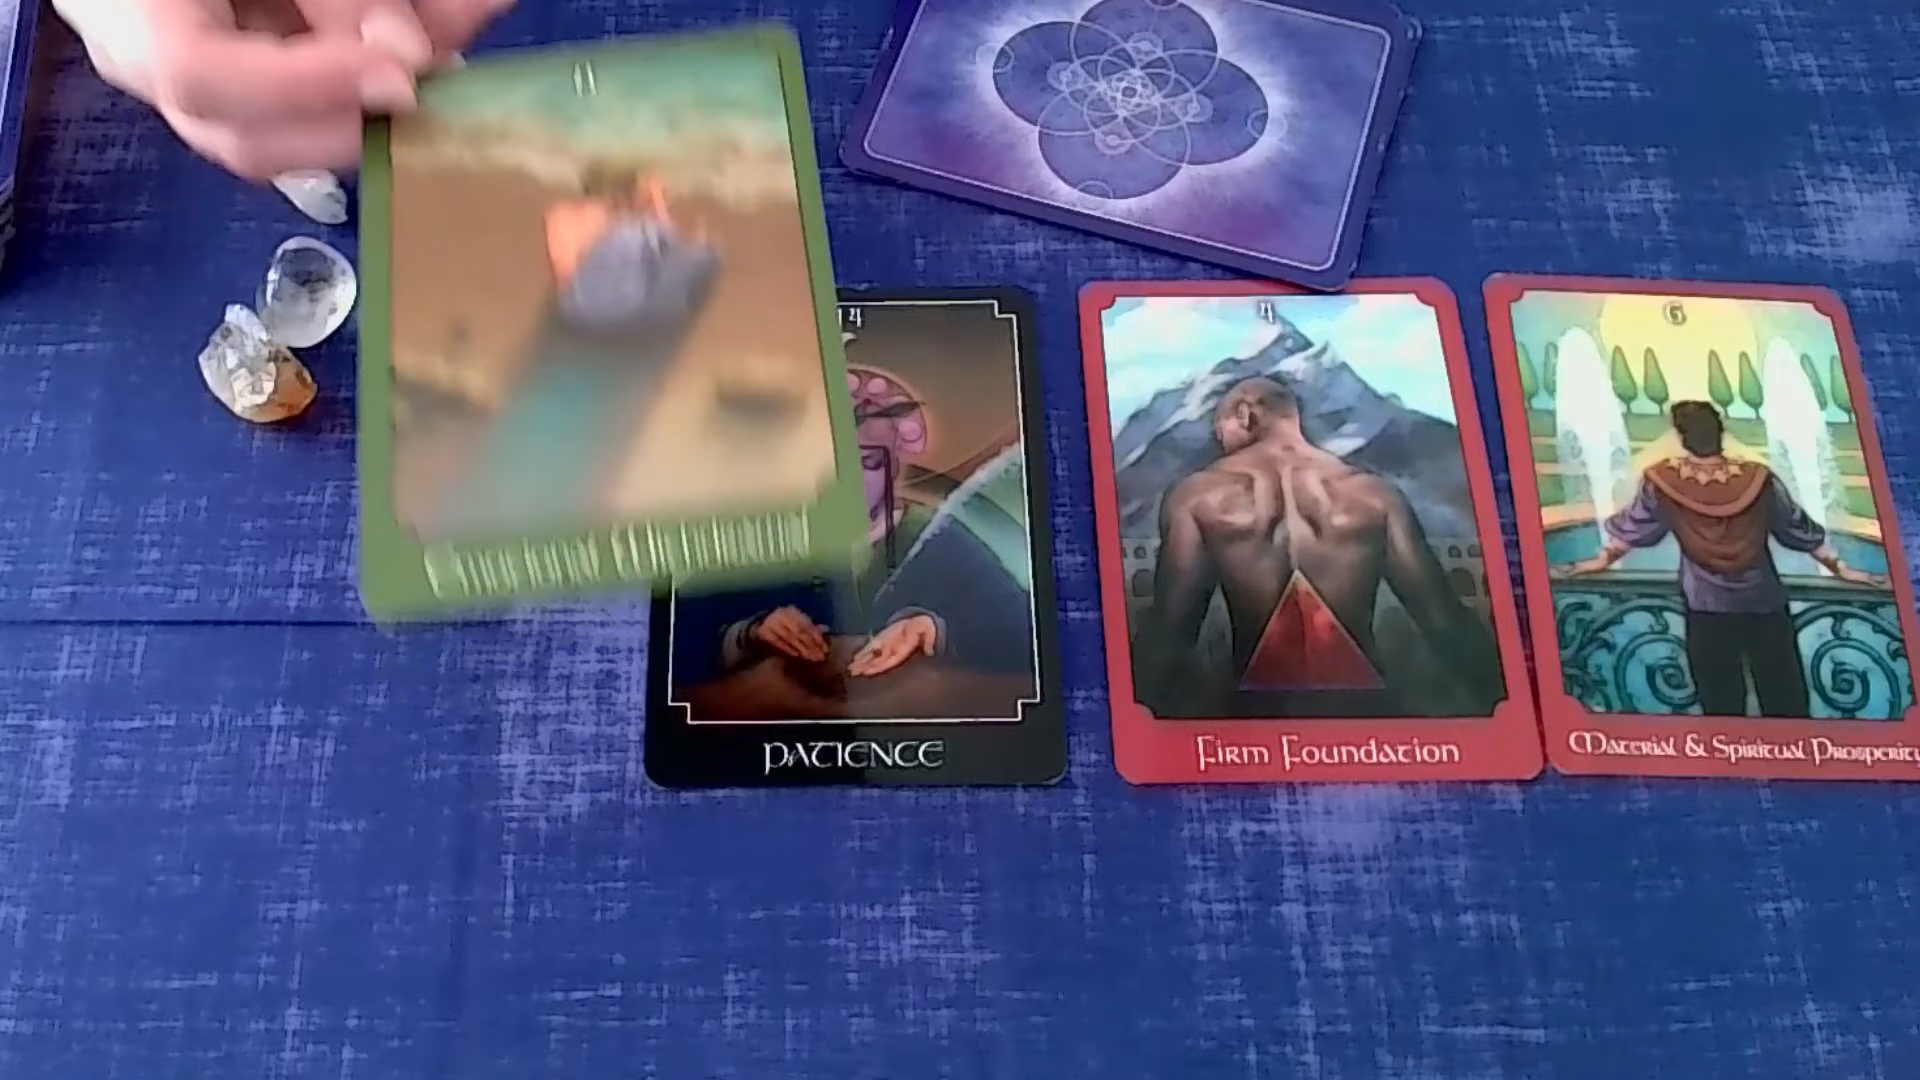 14
PATIENCE
4
Firm Foundation
6
Material & Spiritual Prosperity